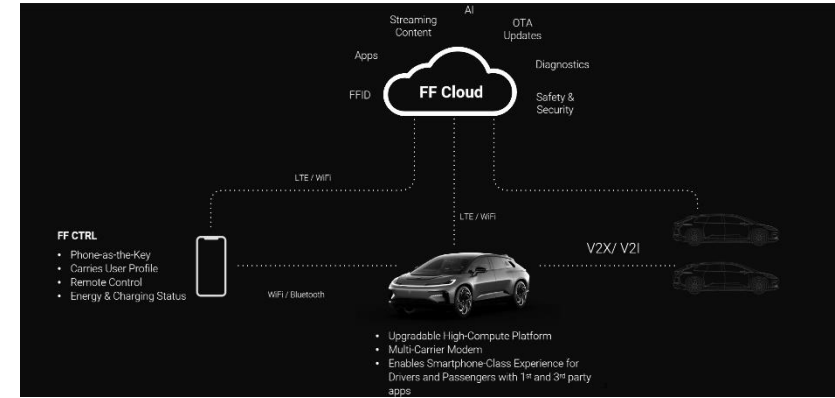 AI
Streaming
Content
OTA
Updates
Apps
Diagnostics
FFID
FF Cloud
Safety &
Security
LTE / WiFi
LTE / WiFi
FF CTRL
• Phone-as-the-Key
• Carries User Profile
• Remote Control
• Energy & Charging Status
WiFi / Bluetooth
V2X/ V2I
• Upgradable High-Compute Platform
• Multi-Carrier Modem
• Enables Smartphone-Class Experience for
Drivers and Passengers with 1st and 3rd party
apps